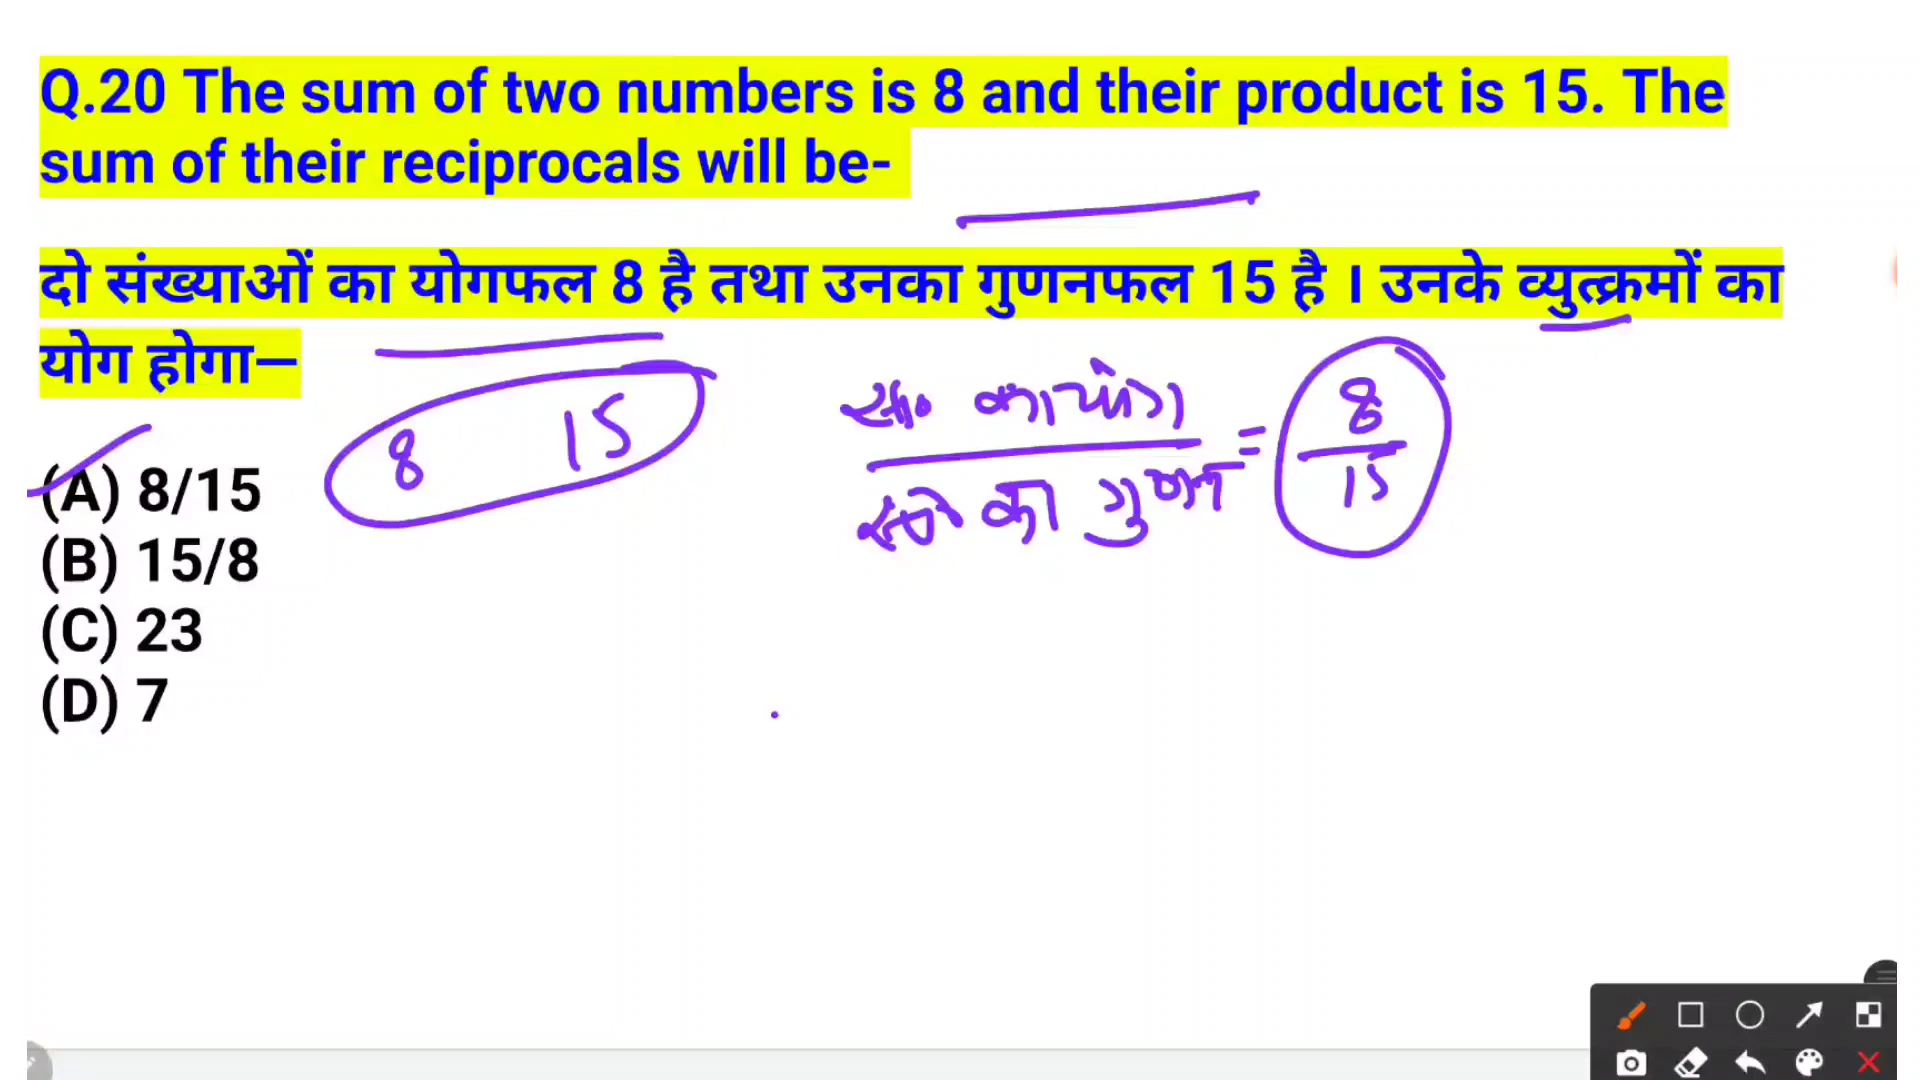 Q.20 The sum of two numbers is 8 and their product is 15. The
sum of their reciprocals will be-
दो संख्याओं का योगफल 8 है तथा उनका गुणनफल 15 है । उनके व्युत्क्रमों का
योग होगा—
8 15
का योग
का गुणन
= 8
15
(A) 8/15
(B) 15/8
(C) 23
(D) 7